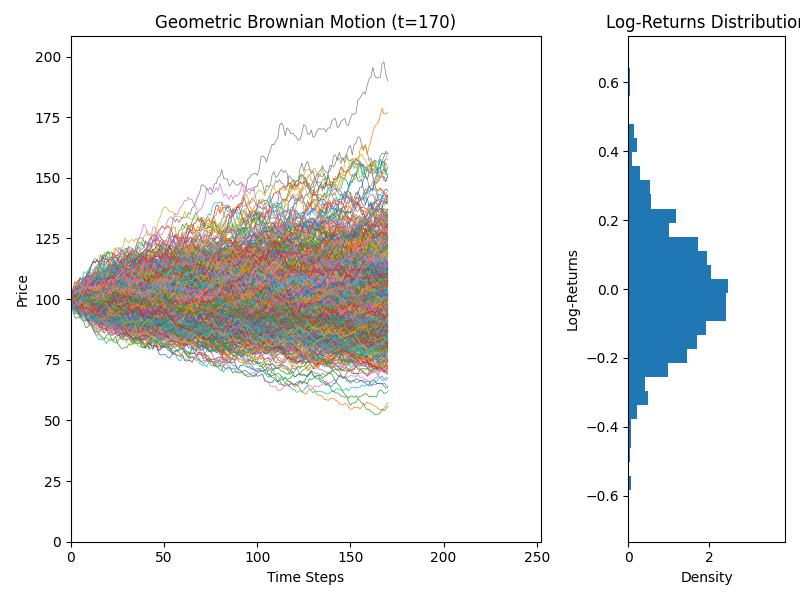 Geometric Brownian Motion (t=170)
Log-Returns Distribution
200
175
150
125
100
75
50
25
0
Price
0 50 100 150 200 250
Time Steps
0.6
0.4
0.2
0.0
−0.2
−0.4
−0.6
Log-Returns
0 2
Density